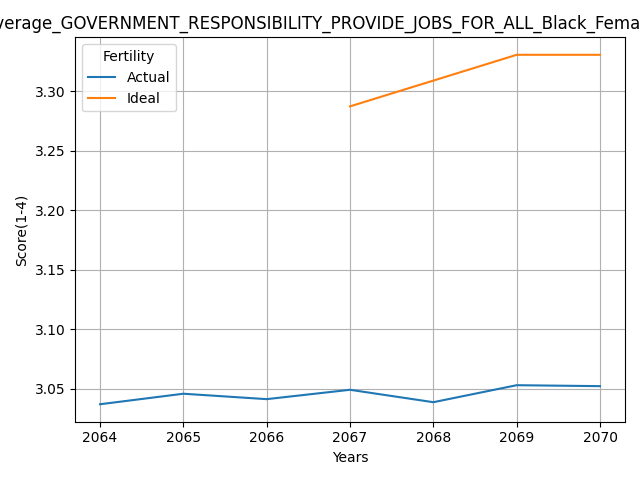 verage_GOVERNMENT_RESPONSIBILITY_PROVIDE_JOBS_FOR_ALL_Black_Fema
Fertility
Actual
Ideal
3.30
3.25
3.20
3.15
3.10
3.05
Score(1-4)
2064 2065 2066 2067 2068 2069 2070
Years